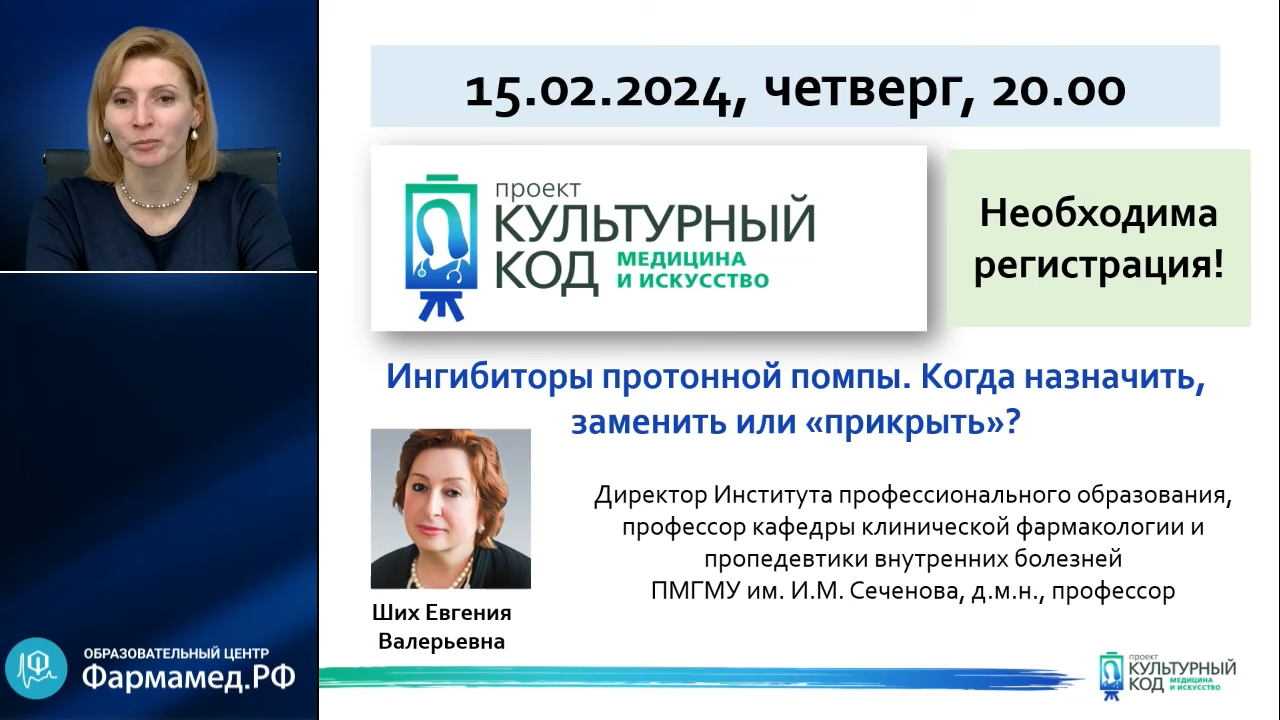 15.02.2024, четверг, 20.00
проект
КУЛЬТУРНЫЙ
КОД
МЕДИЦИНА
И ИСКУССТВО
Необходима
регистрация!
Ингибиторы протонной помпы. Когда назначить,
заменить или «прикрыть»?
Директор Института профессионального образования,
профессор кафедры клинической фармакологии и
пропедевтики внутренних болезней
ПМГМУ им. И.М. Сеченова, д.м.н., профессор
Ших Евгения
Валерьевна
ОБРАЗОВАТЕЛЬНЫЙ ЦЕНТР
Фармамед.РФ
проект
КУЛЬТУРНЫЙ
КОД
МЕДИЦИНА
И ИСКУССТВО